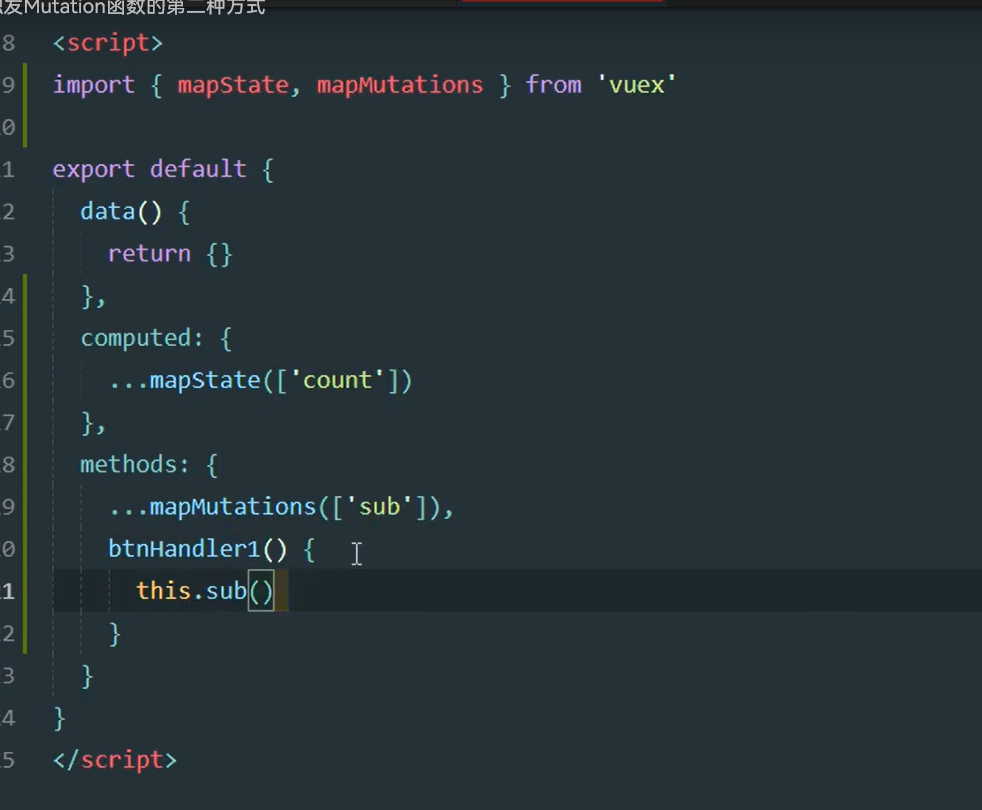 发Mutation函数的第二种方式
8 <script>
9 import { mapState, mapMutations } from 'vuex'
0
1 export default {
2 data() {
3 return {}
4 },
5 computed: {
6 ...mapState(['count'])
7 },
8 methods: {
9 ...mapMutations(['sub']),
0 btnHandler1() {
1 this.sub()
2 }
3 }
4 }
5 </script>